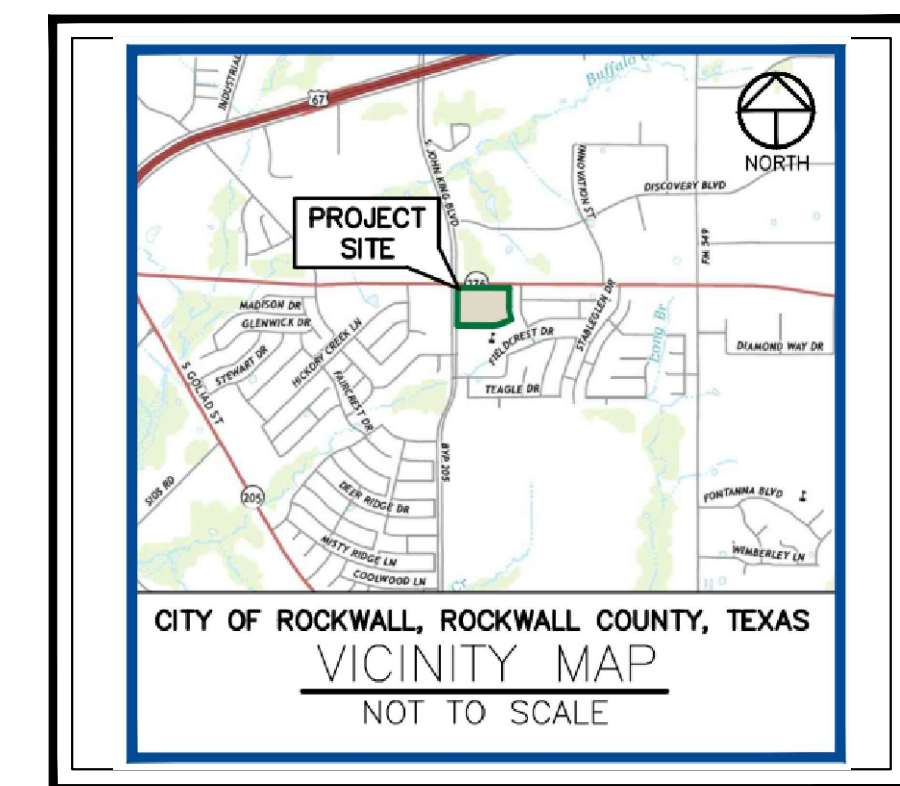 INDUSTRIAL
67
Buffalo
NORTH
S JOHN KING BLVD
INNOVATION ST
DISCOVERY BLVD
PROJECT
SITE
FM 549
276
MADISON DR
GLENWICK DR
STEWART DR
HICKORY CREEK LN
FAIRCREST DR
FIELDCREST DR
STABLEGLEN DR
Long Br
DIAMOND WAY DR
TEAGLE DR
S GOLIAD ST
BYP 205
SIDS RD
205
DEER RIDGE DR
FONTANNA BLVD
MISTY RIDGE LN
WIMBERLEY LN
COOLWOOD LN
Cr
CITY OF ROCKWALL, ROCKWALL COUNTY, TEXAS
VICINITY MAP
NOT TO SCALE